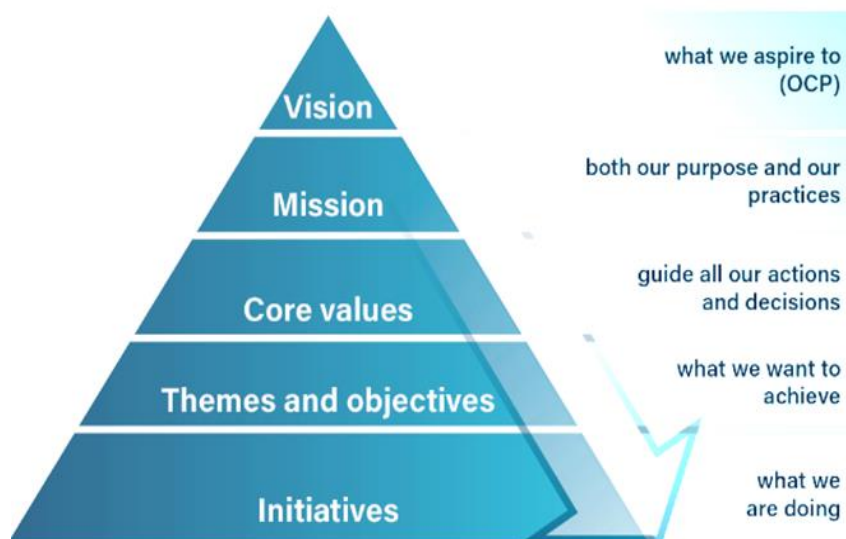 Vision
what we aspire to
(OCP)
Mission
both our purpose and our
practices
Core values
guide all our actions
and decisions
Themes and objectives
what we want to
achieve
Initiatives
what we
are doing